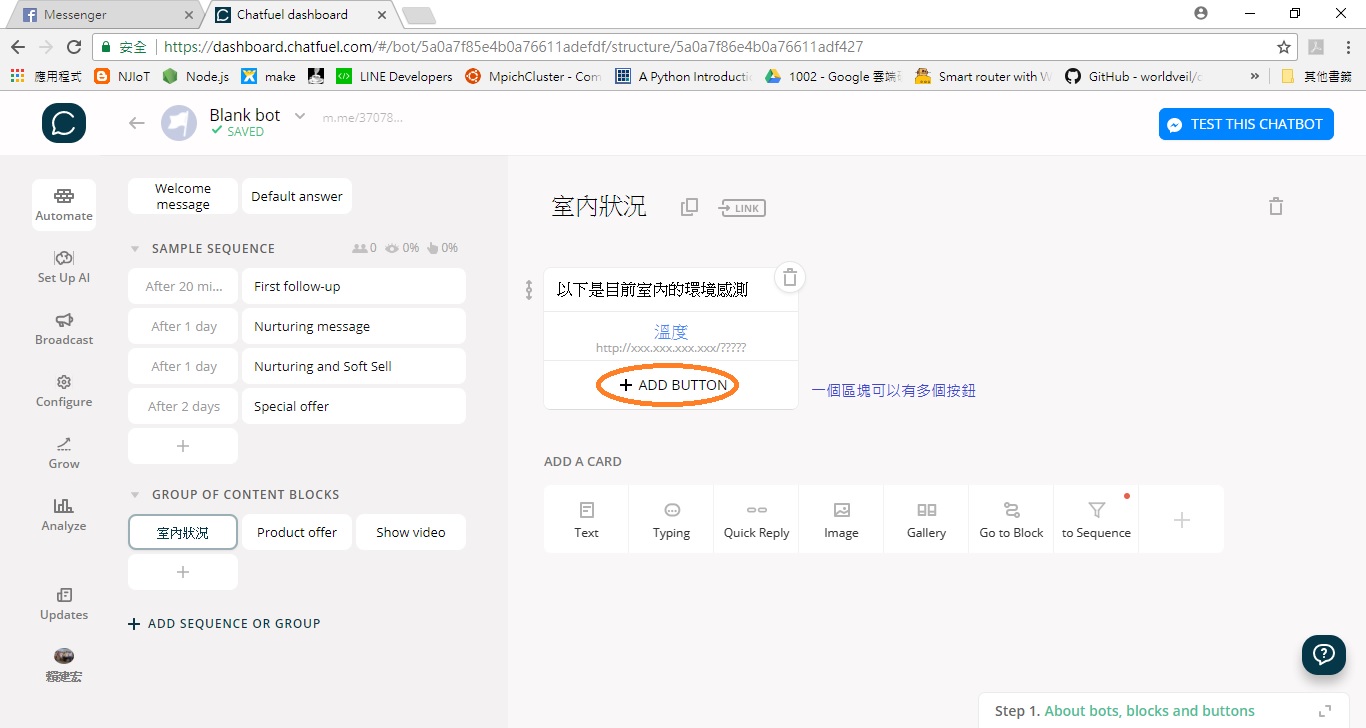 Messenger
Chatfuel dashboard
安全 https://dashboard.chatfuel.com/#/bot/5a0a7f85e4b0a76611adefdf/structure/5a0a7f86e4b0a76611adf427
應用程式 NJIoT Node.js make LINE Developers MpichCluster - Com A Python Introductic 1002 - Google 雲端 Smart router with W GitHub - worldveil/d » 其他書籤
Blank bot m.me/37078...
SAVED
TEST THIS CHATBOT
Automate
Set Up AI
Broadcast
Configure
Grow
Analyze
Updates
賴建宏
Welcome
message
Default answer
SAMPLE SEQUENCE 0 0% 0%
After 20 mi... First follow-up
After 1 day Nurturing message
After 1 day Nurturing and Soft Sell
After 2 days Special offer
+
GROUP OF CONTENT BLOCKS
室內狀況 Product offer Show video
+
+ ADD SEQUENCE OR GROUP
室內狀況 LINK
以下是目前室內的環境感測
溫度
http://xxx.xxx.xxx.xxx/?????
+ ADD BUTTON
一個區塊可以有多個按鈕
ADD A CARD
Text Typing Quick Reply Image Gallery Go to Block to Sequence +
Step 1. About bots, blocks and buttons